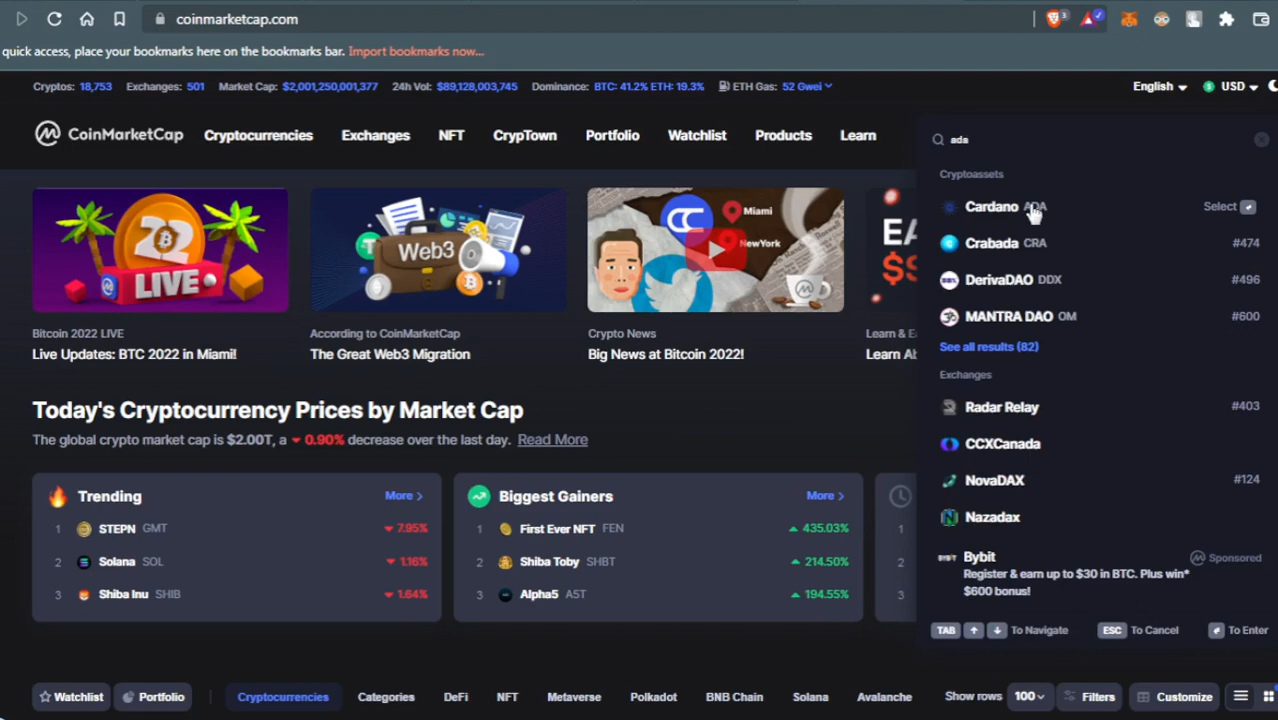 coinmarketcap.com
quick access, place your bookmarks here on the bookmarks bar. Import bookmarks now...
Cryptos: 18,753 Exchanges: 501 Market Cap: $2,001,250,001,377 24h Vol: $89,128,003,745 Dominance: BTC: 41.2% ETH: 19.3% ETH Gas: 52 Gwei English USD
CoinMarketCap Cryptocurrencies Exchanges NFT CrypTown Portfolio Watchlist Products Learn
ada
Cryptoassets
Cardano ADA Select
Crabada CRA #474
DerivaDAO DDX #496
MANTRA DAO OM #600
See all results (82)
Exchanges
Radar Relay #403
CCXCanada
NovaDAX #124
Nazadax
Bybit Sponsored
Register & earn up to $30 in BTC. Plus win*
$600 bonus!
TAB To Navigate ESC To Cancel To Enter
LIVE
Web3
Miami
NewYork
EA
$
Bitcoin 2022 LIVE
Live Updates: BTC 2022 in Miami!
According to CoinMarketCap
The Great Web3 Migration
Crypto News
Big News at Bitcoin 2022!
Learn & E
Learn Ab
Today's Cryptocurrency Prices by Market Cap
The global crypto market cap is $2.00T, a 0.90% decrease over the last day. Read More
Trending More
1 STEPN GMT 7.95%
2 Solana SOL 1.16%
3 Shiba Inu SHIB 1.64%
Biggest Gainers More
1 First Ever NFT FEN 435.03%
2 Shiba Toby SHBT 214.50%
3 Alpha5 A5T 194.55%
1
2
3
Watchlist Portfolio Cryptocurrencies Categories DeFi NFT Metaverse Polkadot BNB Chain Solana Avalanche Show rows 100 Filters Customize